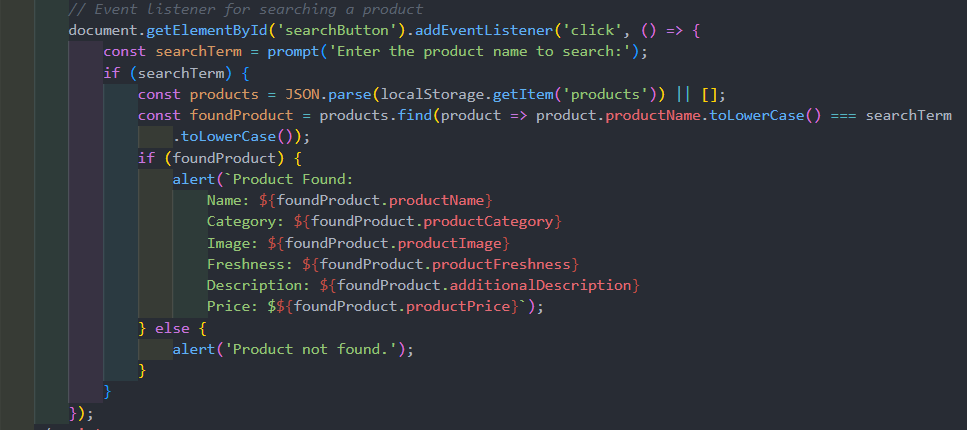 // Event listener for searching a product
document.getElementById('searchButton').addEventListener('click', () => {
const searchTerm = prompt('Enter the product name to search:');
if (searchTerm) {
const products = JSON.parse(localStorage.getItem('products')) || [];
const foundProduct = products.find(product => product.productName.toLowerCase() === searchTerm
.toLowerCase());
if (foundProduct) {
alert(`Product Found:
Name: ${foundProduct.productName}
Category: ${foundProduct.productCategory}
Image: ${foundProduct.productImage}
Freshness: ${foundProduct.productFreshness}
Description: ${foundProduct.additionalDescription}
Price: $${foundProduct.productPrice}`);
} else {
alert('Product not found.');
}
}
});